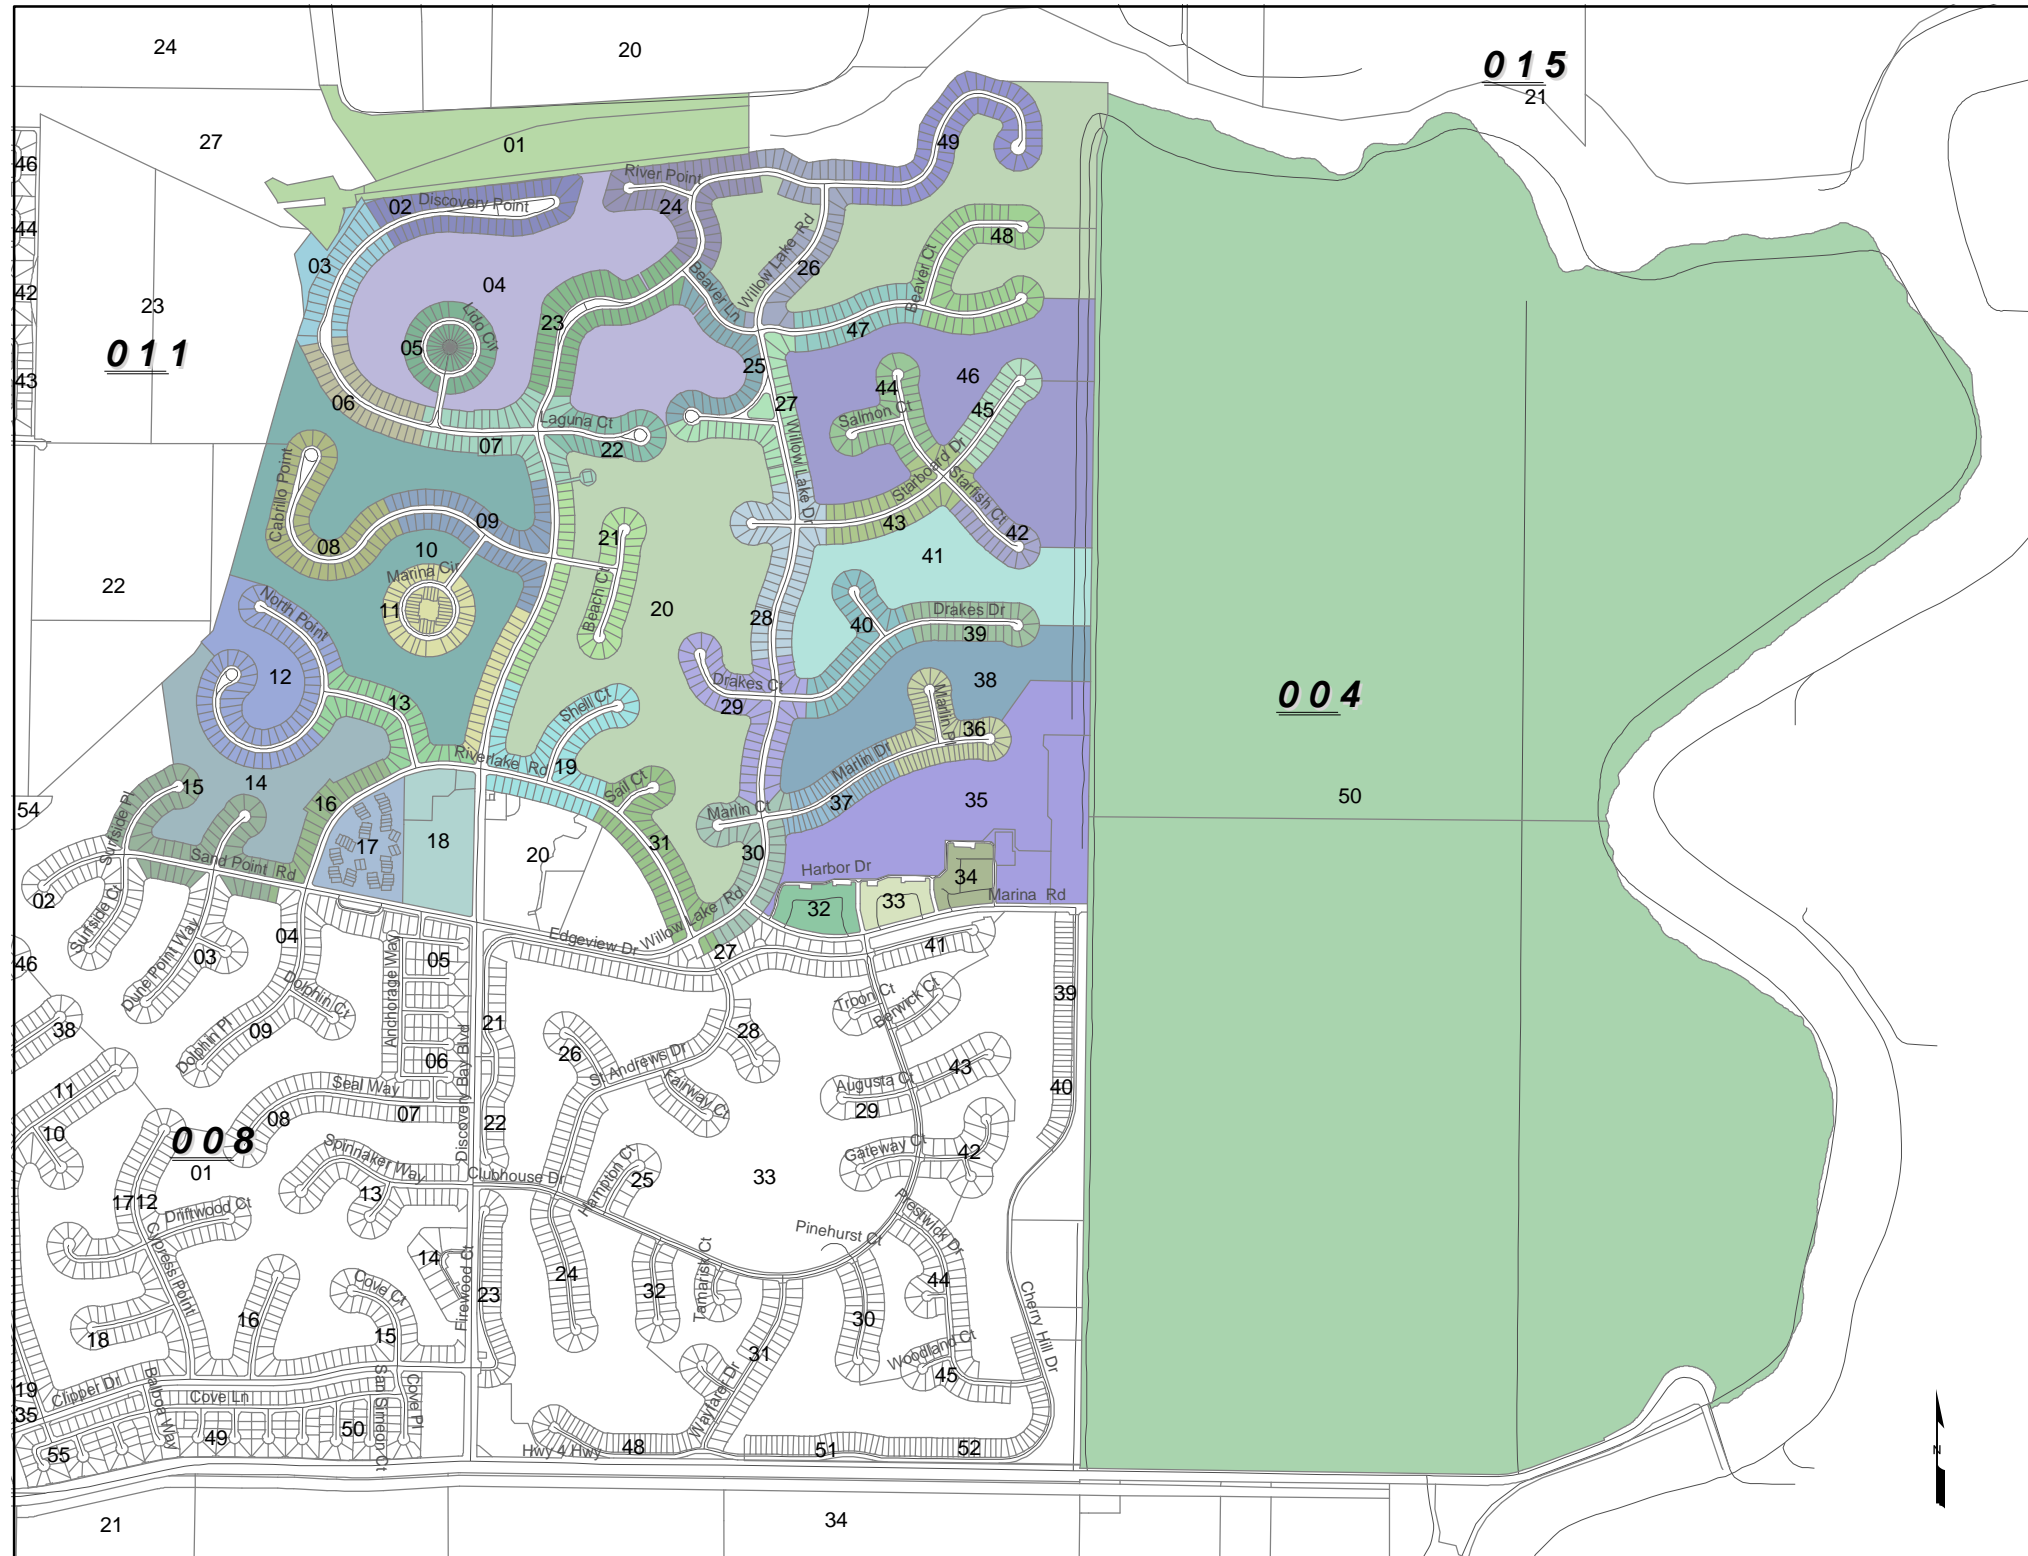 24
20
015
21
27
01
49
46
River Point
02
Discovery Point
24
44
Willow Lake Rd
48
03
26
Beaver Ct
42
23
04
Beaver Ln
Lido Cir
23
47
011
05
25
46
43
44
06
27
45
Salmon Ct
Laguna Ct
07
22
Willow Lake Dr
Starboard Dr
Cabrillo Point
Starfish Ct
09
43
21
42
08
10
41
Marina Cir
22
North Point
Beach Ct
11
20
28
40
Drakes Dr
39
12
Drakes Ct
38
004
13
Shell Ct
29
Marlin Pl
36
Riverlake Rd
19
Marlin Dr
15
14
Sail Ct
50
54
16
Marlin Ct
37
35
Surfside Pl
17
18
31
20
30
Sand Point Rd
Harbor Dr
34
Marina Rd
02
33
32
Surfside Ct
Willow Lake Rd
04
Edgeview Dr
27
41
46
03
05
Dune Point Way
Anchorage Way
Dolphin Ct
Troon Ct
Berwick Ct
39
38
09
21
28
Dolphin Pl
26
06
St Andrews Dr
43
11
Seal Way
Discovery Bay Blvd
Fairway Ct
Augusta Ct
40
08
07
22
29
10
008
01
Spinnaker Way
Gateway Ct
42
Clubhouse Dr
Hampton Ct
25
33
13
17
12
Driftwood Ct
Prestwick Dr
Pinehurst Ct
Cypress Point
14
Firewood Ct
24
Tamarisk Ct
44
Cove Ct
23
32
Cherry Hill Dr
16
30
18
15
31
Woodland Ct
45
19
Clipper Dr
Balboa Way
Cove Ln
San Simeon Ct
Cove Pl
Wayfarer Dr
35
49
50
55
Hwy 4 Hwy
48
51
52
N
21
34